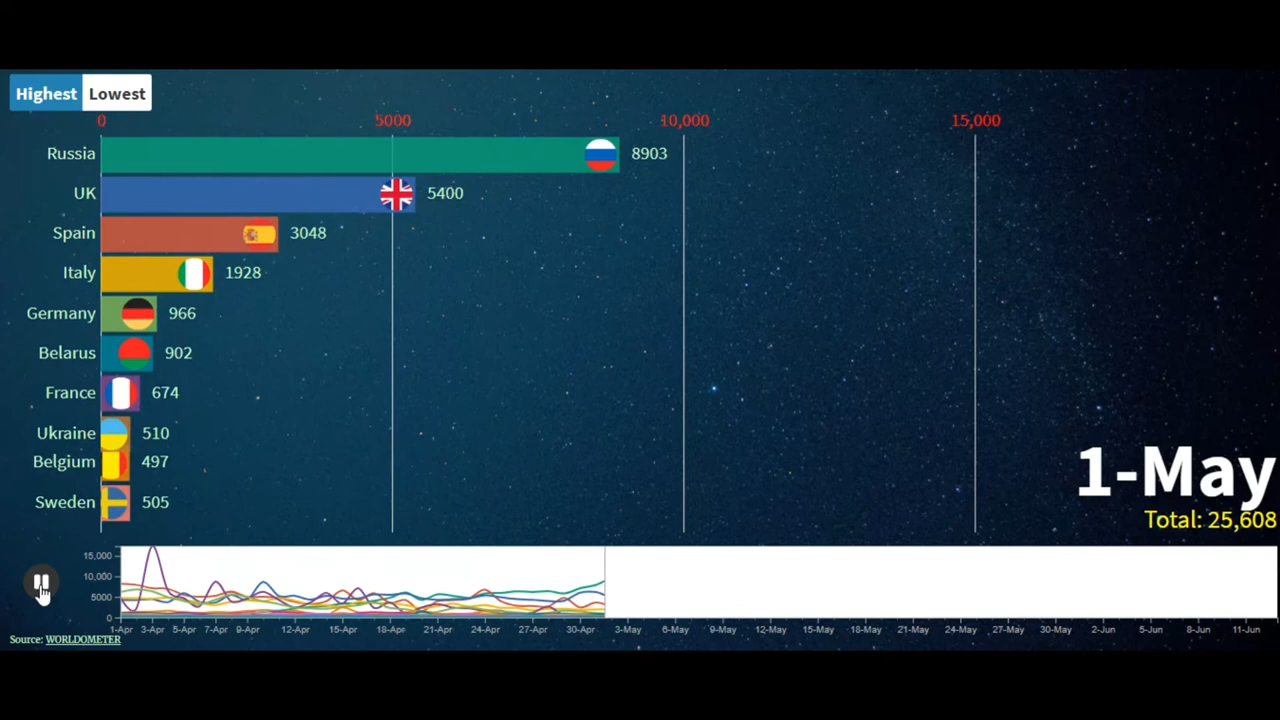 Highest Lowest
0 5000 10,000 15,000
Russia 8903
UK 5400
Spain 3048
Italy 1928
Germany 966
Belarus 902
France 674
Ukraine 510
Belgium 497
Sweden 505
1-May
Total: 25,608
15,000
10,000
5000
0
1-Apr 3-Apr 5-Apr 7-Apr 9-Apr 12-Apr 15-Apr 18-Apr 21-Apr 24-Apr 27-Apr 30-Apr 3-May 6-May 9-May 12-May 15-May 18-May 21-May 24-May 27-May 30-May 2-Jun 5-Jun 8-Jun 11-Jun
Source: WORLDOMETER